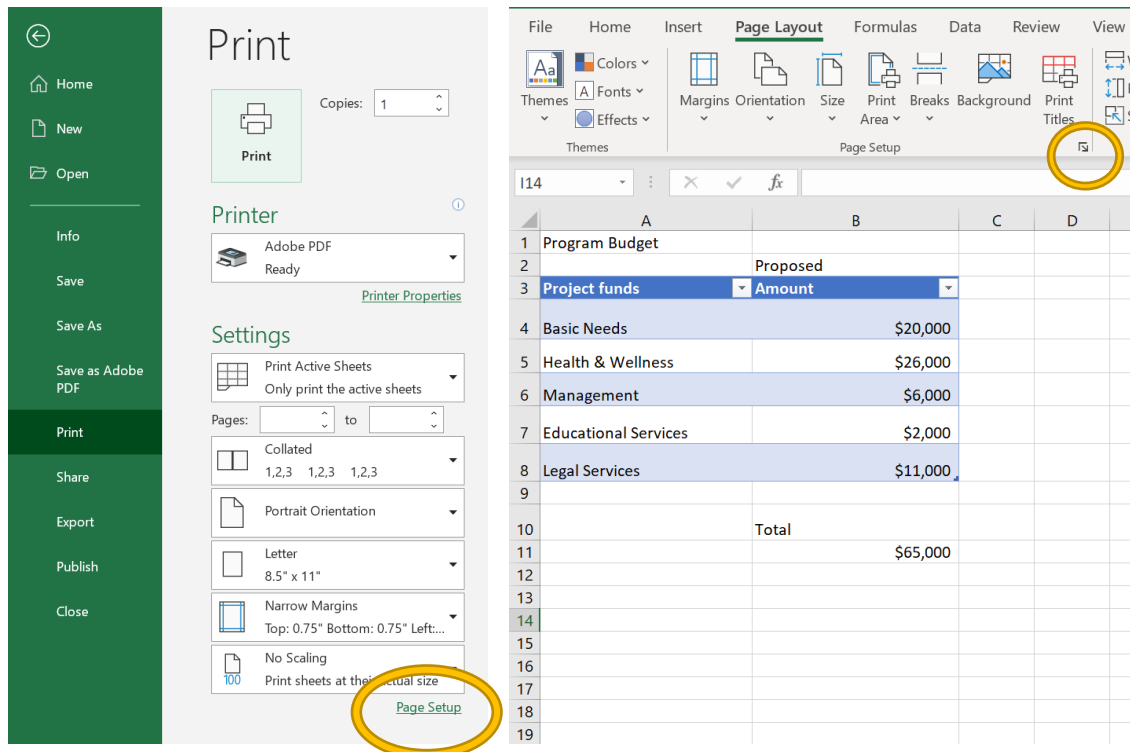 Print
Home
New
Open
Info
Save
Save As
Save as Adobe
PDF
Print
Share
Export
Publish
Close
Copies: 1
Print
Printer
Adobe PDF
Ready
Printer Properties
Settings
Print Active Sheets
Only print the active sheets
Pages: to
Collated
1,2,3 1,2,3 1,2,3
Portrait Orientation
Letter
8.5" x 11"
Narrow Margins
Top: 0.75" Bottom: 0.75" Left:...
No Scaling
100
Print sheets at their actual size
Page Setup
File Home Insert Page Layout Formulas Data Review View
Aa
Themes
Colors
A Fonts
Effects
Margins Orientation Size Print Area Breaks Background Print Titles
Themes Page Setup
I14 fx
A B C D
1 Program Budget
2 Proposed
3 Project funds Amount
4 Basic Needs $20,000
5 Health & Wellness $26,000
6 Management $6,000
7 Educational Services $2,000
8 Legal Services $11,000
9
10 Total
11 $65,000
12
13
14
15
16
17
18
19